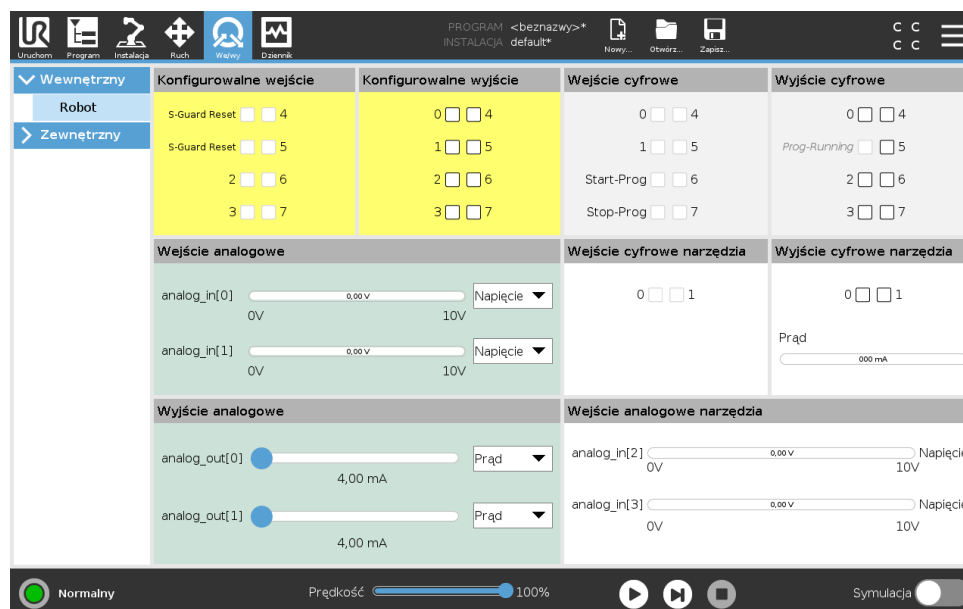 UR
PROGRAM <beznazwy>*
INSTALACJA default*
C C
C C
Uruchom Program Instalacja Ruch We/wy Dziennik Nowy... Otwórz... Zapisz...
Wewnętrzny
Robot
Zewnętrzny
Konfigurowalne wejście
S-Guard Reset 4
S-Guard Reset 5
2 6
3 7
Konfigurowalne wyjście
0 4
1 5
2 6
3 7
Wejście cyfrowe
0 4
1 5
Start-Prog 6
Stop-Prog 7
Wyjście cyfrowe
0 4
Prog-Running 5
2 6
3 7
Wejście analogowe
analog_in[0] 0,00 V Napięcie
0V 10V
analog_in[1] 0,00 V Napięcie
0V 10V
Wejście cyfrowe narzędzia
0 1
Wyjście cyfrowe narzędzia
0 1
Prąd
000 mA
Wyjście analogowe
analog_out[0] Prąd
4,00 mA
analog_out[1] Prąd
4,00 mA
Wejście analogowe narzędzia
analog_in[2] 0,00 V Napięcie
0V 10V
analog_in[3] 0,00 V Napięcie
0V 10V
Normalny Prędkość 100% Symulacja